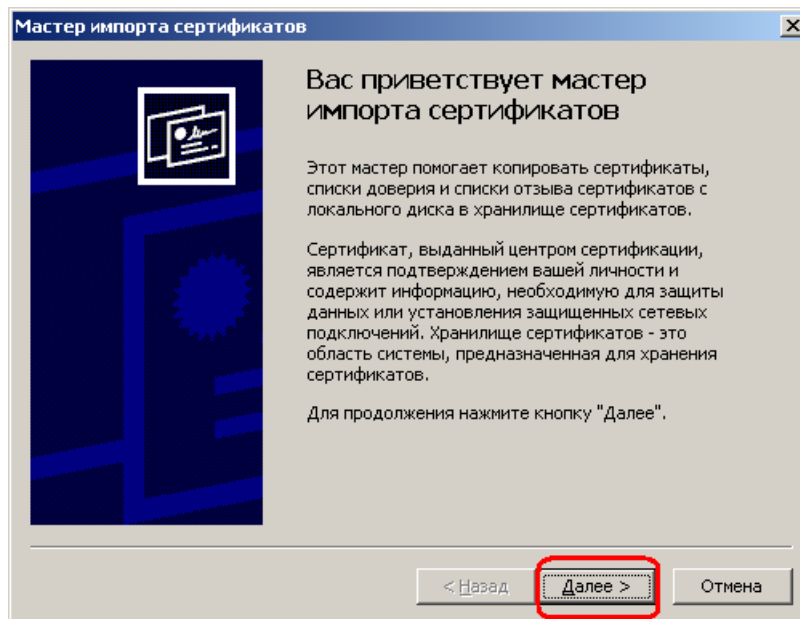 Мастер импорта сертификатов
Вас приветствует мастер
импорта сертификатов
Этот мастер помогает копировать сертификаты,
списки доверия и списки отзыва сертификатов с
локального диска в хранилище сертификатов.
Сертификат, выданный центром сертификации,
является подтверждением вашей личности и
содержит информацию, необходимую для защиты
данных или установления защищенных сетевых
подключений. Хранилище сертификатов - это
область системы, предназначенная для хранения
сертификатов.
Для продолжения нажмите кнопку "Далее".
< Назад Далее > Отмена